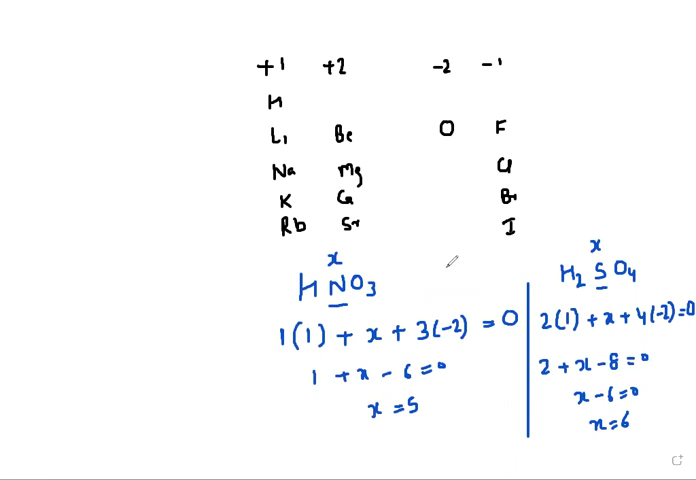 +1 +2 -2 -1
H
Li Be O F
Na Mg Cl
K Ca Br
Rb Sr I
x
HNO3
1(1) + x + 3(-2) = 0
1 + x - 6 = 0
x = 5
x
H2SO4
2(1) + x + 4(-2) = 0
2 + x - 8 = 0
x - 6 = 0
x = 6